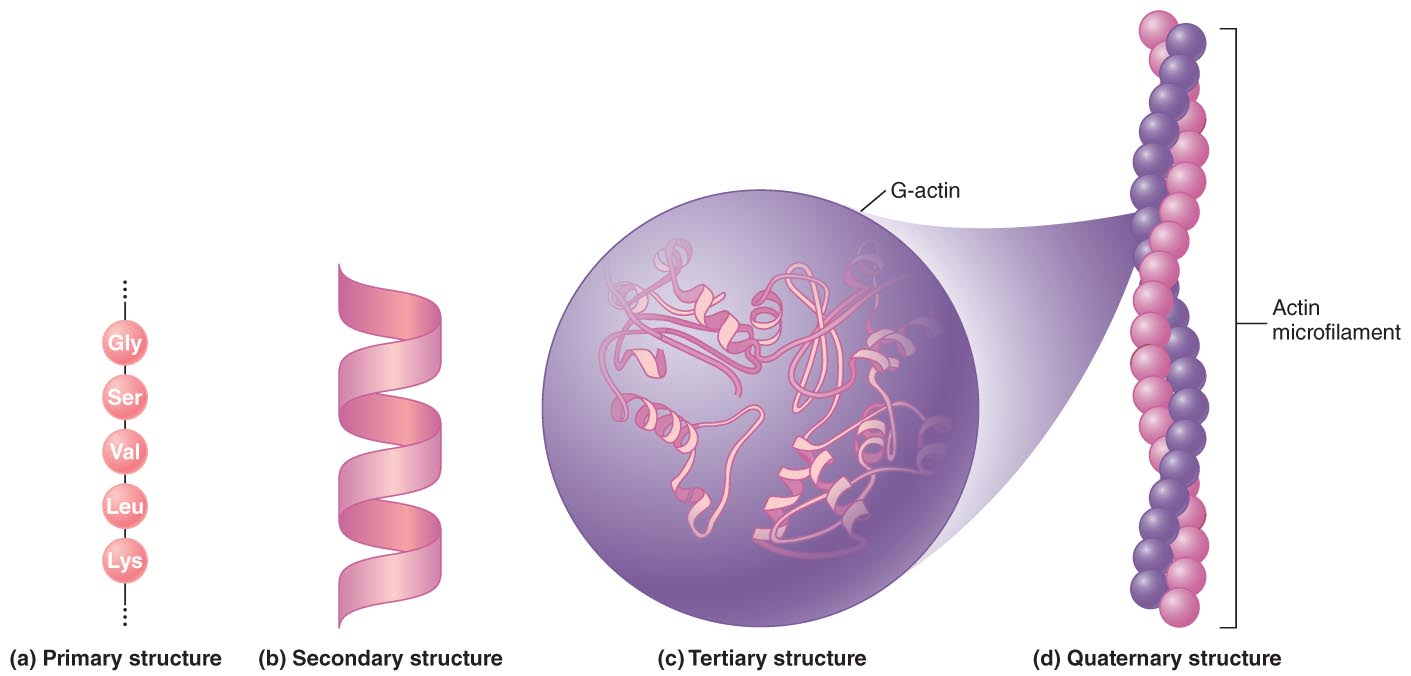 G-actin
Actin
microfilament
Gly
Ser
Val
Leu
Lys
(a) Primary structure
(b) Secondary structure
(c) Tertiary structure
(d) Quaternary structure